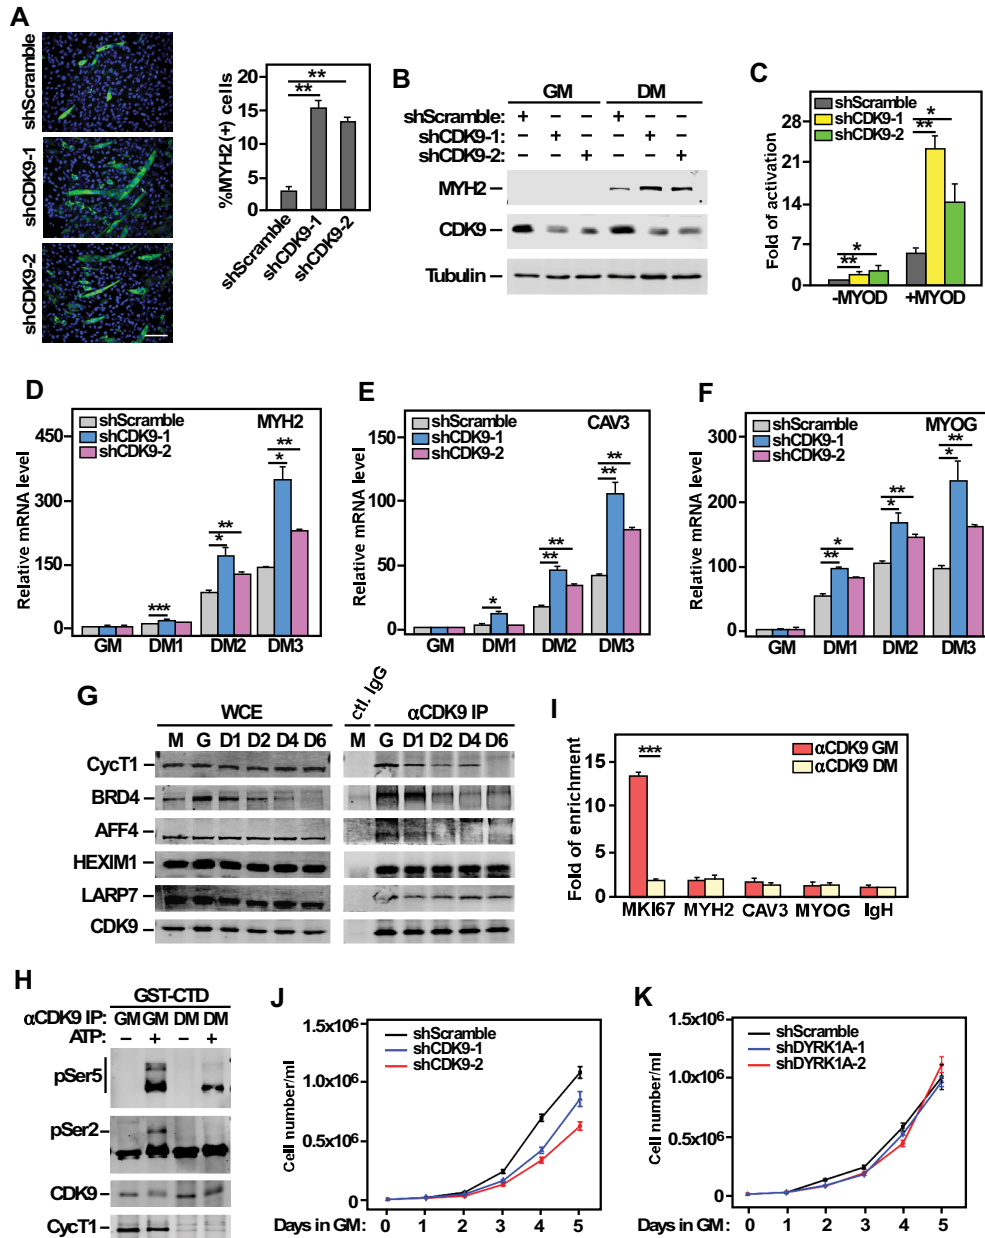 A
shScramble
shCDK9-1
shCDK9-2
%MYH2(+) cells
20
15
10
5
0
**
**
shScramble
shCDK9-1
shCDK9-2
B
GM DM
shScramble: + – – + – –
shCDK9-1: – + – – + –
shCDK9-2: – – + – – +
MYH2
CDK9
Tubulin
C
shScramble
shCDK9-1
shCDK9-2
Fold of activation
28
21
14
7
0
*
**
*
**
-MYOD +MYOD
D
shScramble
shCDK9-1
shCDK9-2
MYH2
Relative mRNA level
450
300
150
0
***
**
*
**
*
GM DM1 DM2 DM3
E
shScramble
shCDK9-1
shCDK9-2
CAV3
Relative mRNA level
150
100
50
0
*
**
**
**
**
GM DM1 DM2 DM3
F
shScramble
shCDK9-1
shCDK9-2
MYOG
Relative mRNA level
300
200
100
0
*
**
**
*
**
*
GM DM1 DM2 DM3
G
WCE
ctl. IgG
αCDK9 IP
M G D1 D2 D4 D6 M G D1 D2 D4 D6
CycT1
BRD4
AFF4
HEXIM1
LARP7
CDK9
I
αCDK9 GM
αCDK9 DM
Fold of enrichment
15
10
5
0
***
MKI67 MYH2 CAV3 MYOG IgH
H
GST-CTD
αCDK9 IP: GM GM DM DM
ATP: – + – +
pSer5
pSer2
CDK9
CycT1
J
shScramble
shCDK9-1
shCDK9-2
Cell number/ml
1.5x10⁶
1.0x10⁶
0.5x10⁶
0
Days in GM: 0 1 2 3 4 5
K
shScramble
shDYRK1A-1
shDYRK1A-2
Cell number/ml
1.5x10⁶
1.0x10⁶
0.5x10⁶
0
Days in GM: 0 1 2 3 4 5